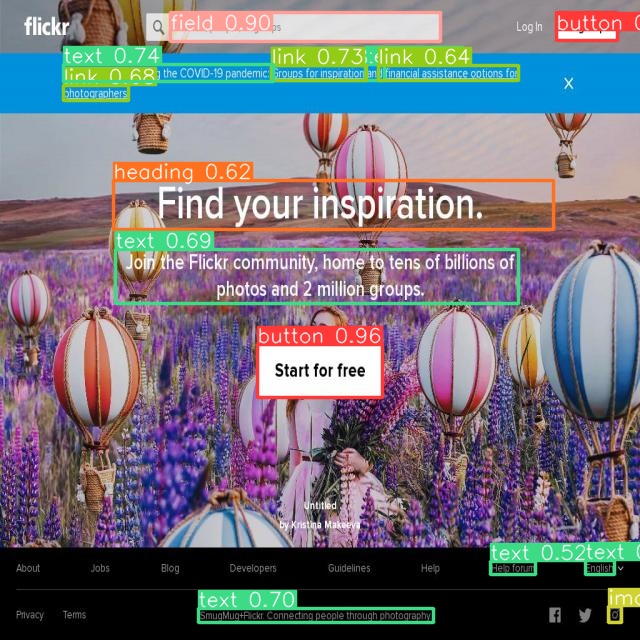 flickr
field 0.90
Log In
button
text 0.74
link 0.73
link 0.64
link 0.68
the COVID-19 pandemic: Groups for inspiration and financial assistance options for
photographers
X
heading 0.62
Find your inspiration.
text 0.69
Join the Flickr community, home to tens of billions of
photos and 2 million groups.
button 0.96
Start for free
Untitled
by Kristina Makeeva
text 0.52
text
About
Jobs
Blog
Developers
Guidelines
Help
Help forum
English
text 0.70
Privacy
Terms
SmugMug+Flickr. Connecting people through photography.